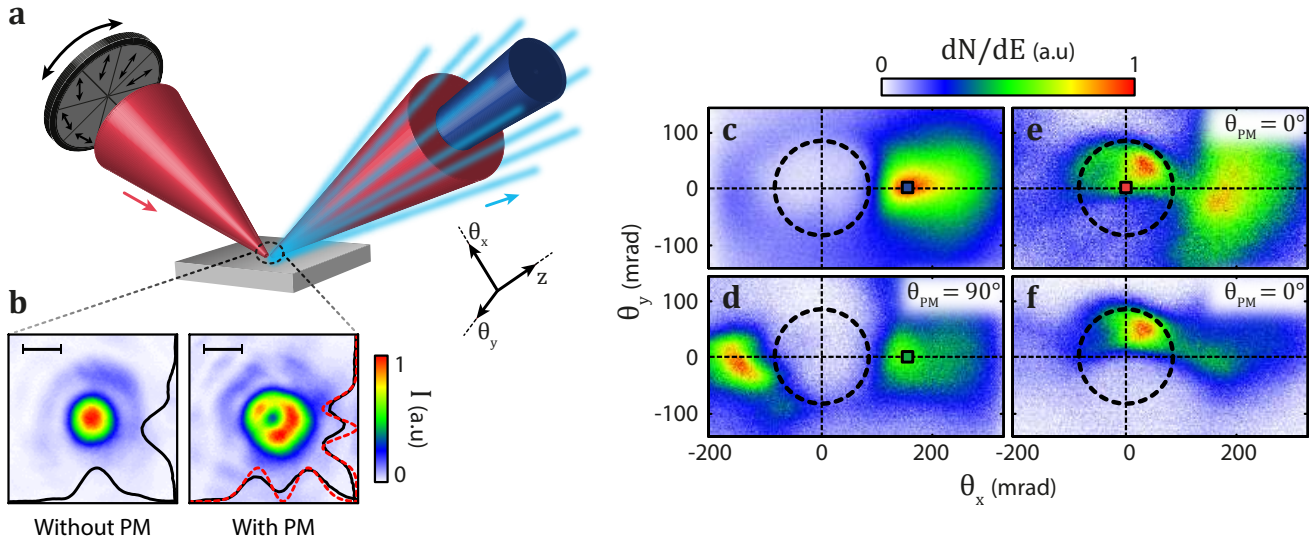 a
θx
z
θy
b
1
I (a.u)
0
Without PM
With PM
dN/dE (a.u)
0
1
c
e
θPM = 0°
100
0
-100
d
θPM = 90°
f
θPM = 0°
100
0
-100
θy (mrad)
-200
0
200
-200
0
200
θx (mrad)